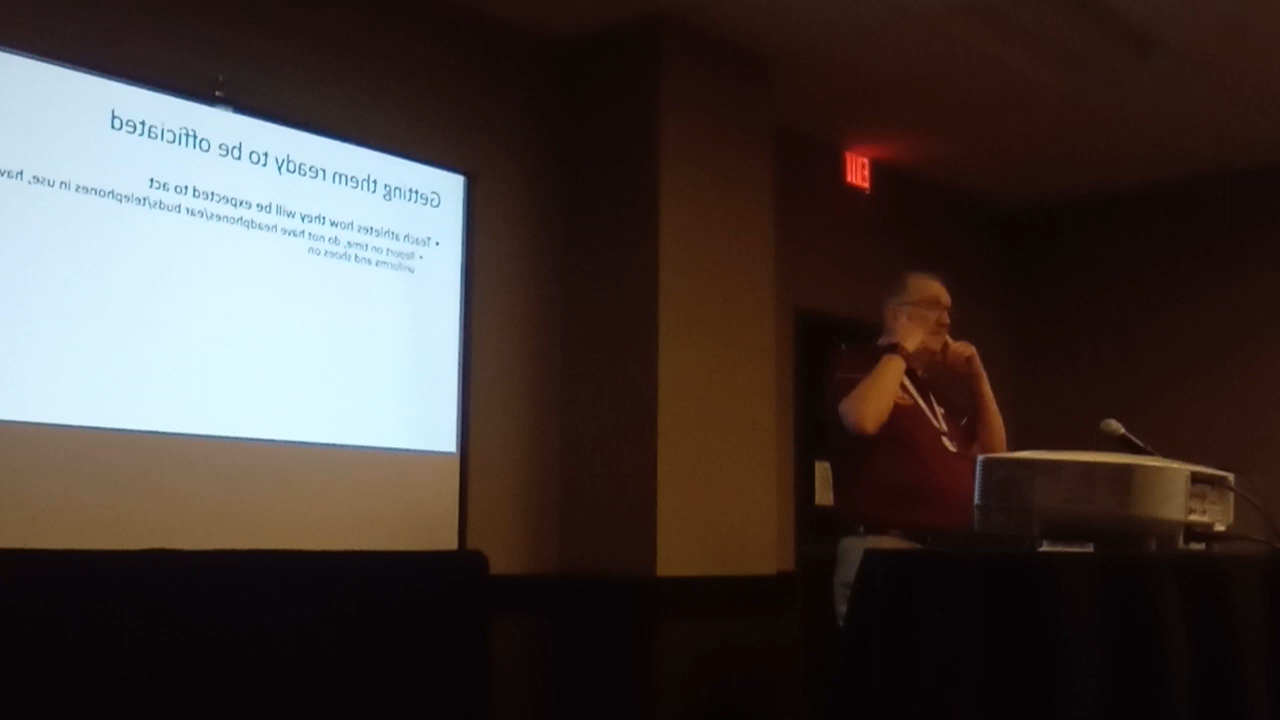 Getting them ready to be officiated
• Teach athletes how they will be expected to act
• Report on time, do not have headphones/ear buds/telephones in use, have
uniforms and shoes on
EXIT